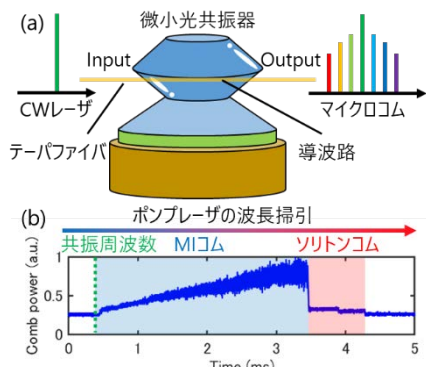 (a)
微小光共振器
Input
Output
CWレーザ
マイクロコム
テーパファイバ
導波路
(b)
ポンプレーザの波長掃引
共振周波数
MIコム
ソリトンコム
Comb power (a.u.)
1
0.5
0
0
1
2
3
4
5
Time (ms)